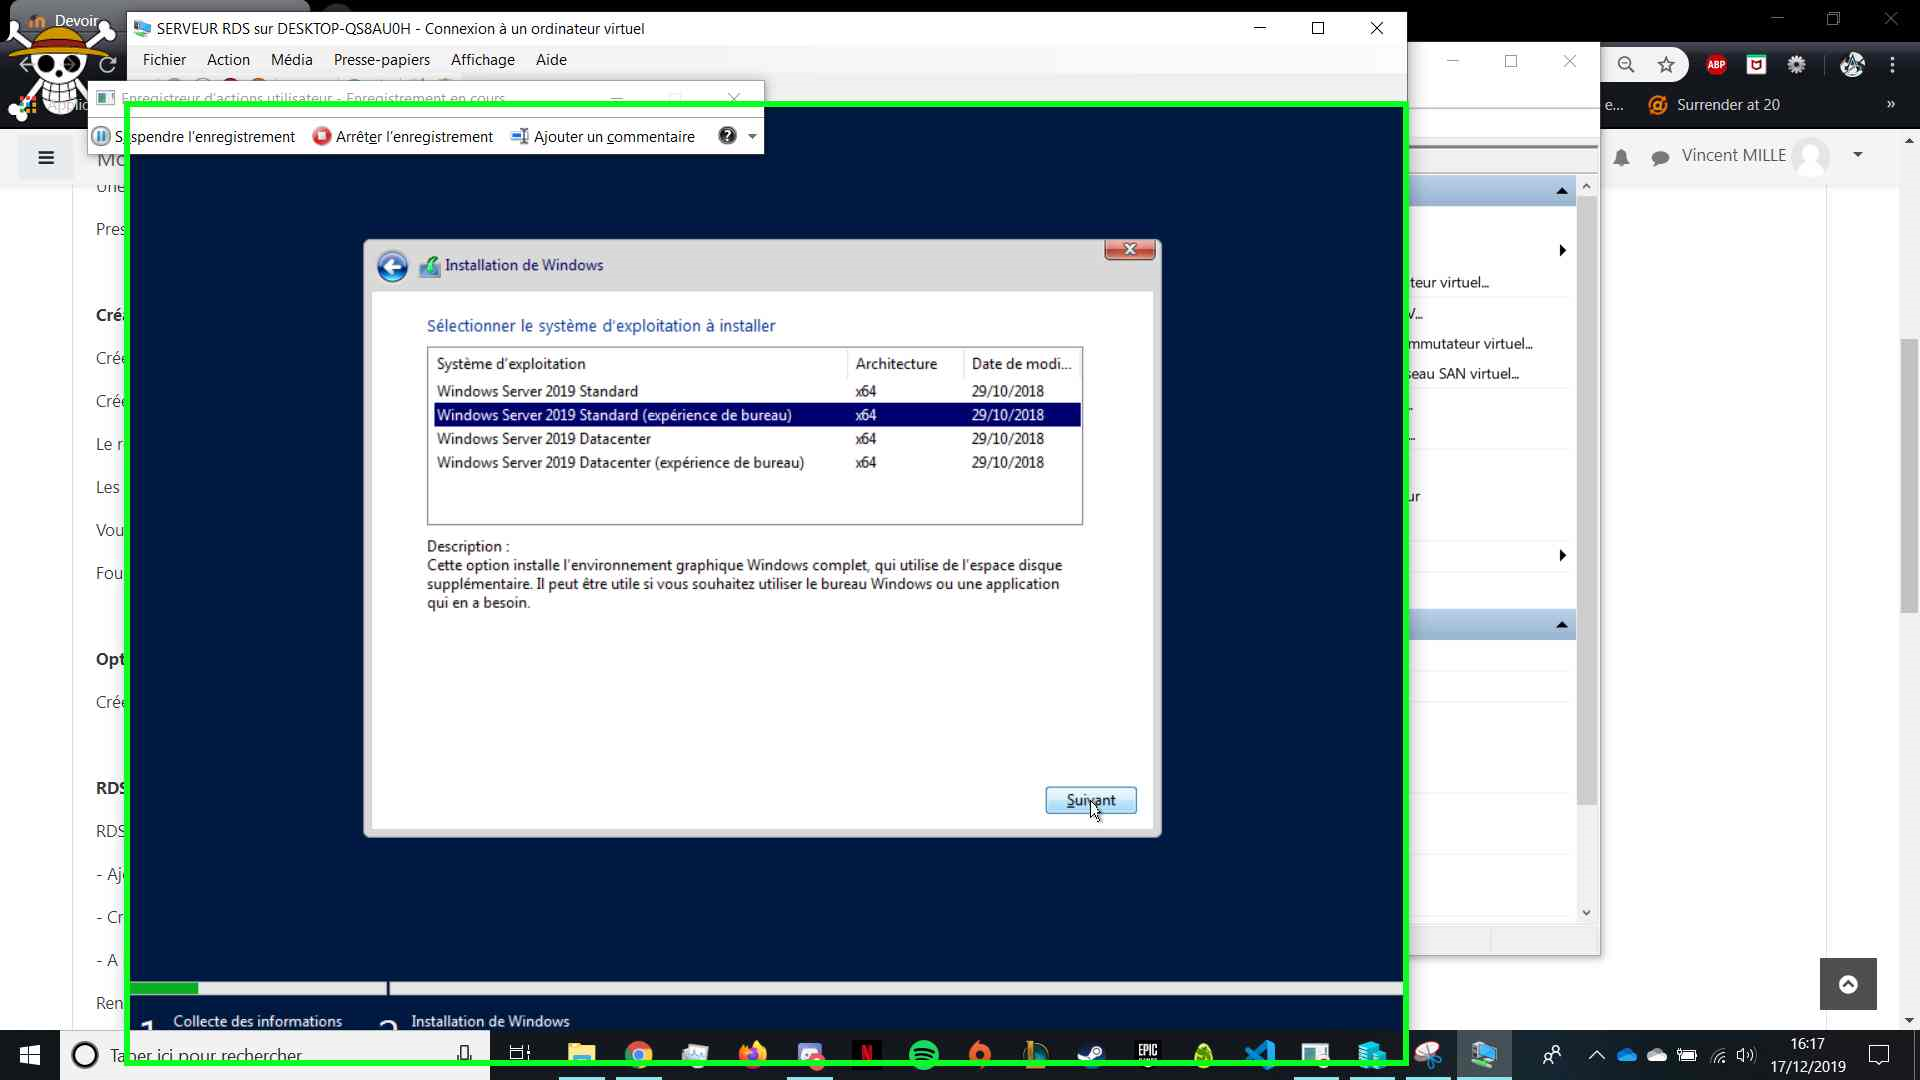 Devoir
SERVEUR RDS sur DESKTOP-QS8AU0H - Connexion à un ordinateur virtuel
Fichier Action Média Presse-papiers Affichage Aide
Enregistreur d'actions utilisateur - Enregistrement en cours
Suspendre l'enregistrement Arrêter l'enregistrement Ajouter un commentaire
ABP
e... Surrender at 20 »
Vincent MILLE
Mo
Une
Pres
Créa
Crée
Crée
Le r
Les
Vou
Fou
Opt
Crée
RDS
RDS
- Ajo
- Cr
- A
Ren
Installation de Windows
Sélectionner le système d'exploitation à installer
Système d'exploitation Architecture Date de modi...
Windows Server 2019 Standard x64 29/10/2018
Windows Server 2019 Standard (expérience de bureau) x64 29/10/2018
Windows Server 2019 Datacenter x64 29/10/2018
Windows Server 2019 Datacenter (expérience de bureau) x64 29/10/2018
Description :
Cette option installe l'environnement graphique Windows complet, qui utilise de l'espace disque
supplémentaire. Il peut être utile si vous souhaitez utiliser le bureau Windows ou une application
qui en a besoin.
Suivant
teur virtuel...
V...
mmutateur virtuel...
seau SAN virtuel...
ur
1 Collecte des informations 2 Installation de Windows
Taper ici pour rechercher
EPIC
16:17
17/12/2019